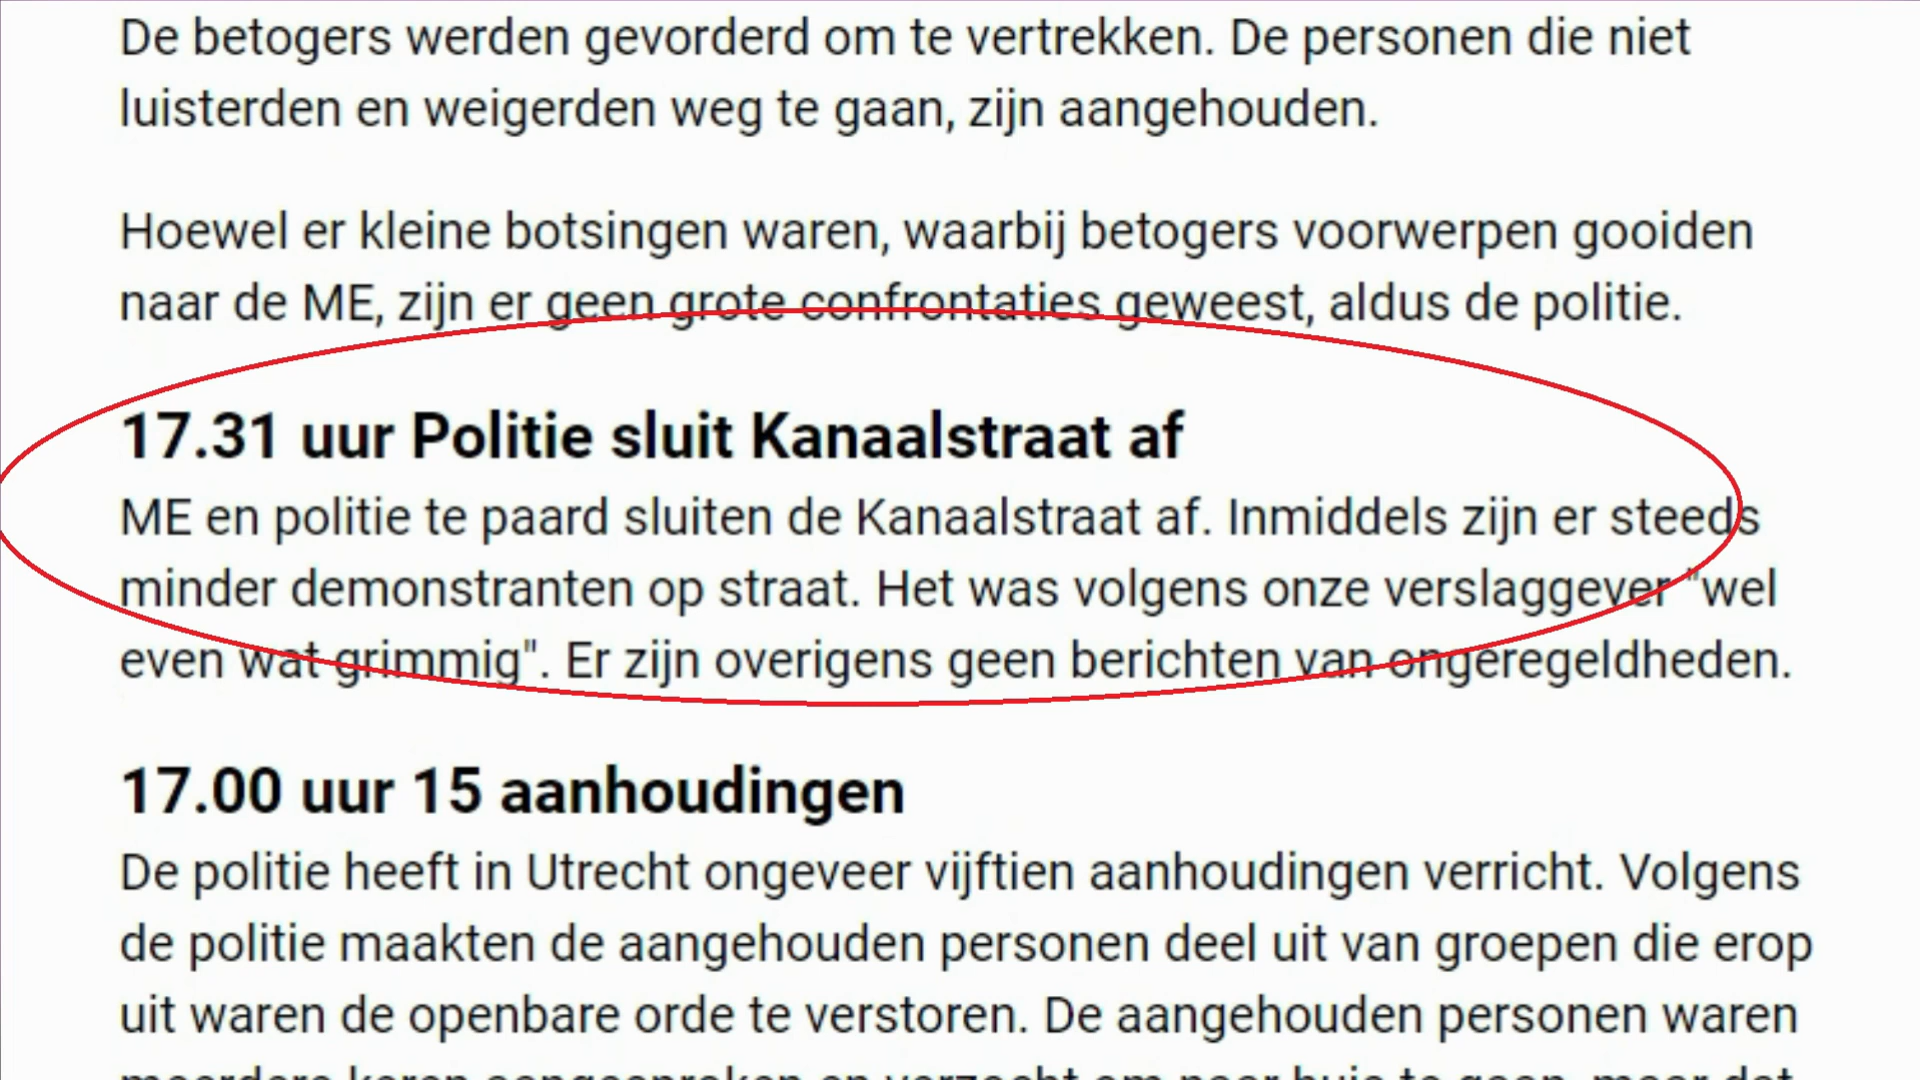 De betogers werden gevorderd om te vertrekken. De personen die niet
luisterden en weigerden weg te gaan, zijn aangehouden.
Hoewel er kleine botsingen waren, waarbij betogers voorwerpen gooiden
naar de ME, zijn er geen grote confrontaties geweest, aldus de politie.
17.31 uur Politie sluit Kanaalstraat af
ME en politie te paard sluiten de Kanaalstraat af. Inmiddels zijn er steeds
minder demonstranten op straat. Het was volgens onze verslaggever "wel
even wat grimmig". Er zijn overigens geen berichten van ongeregeldheden.
17.00 uur 15 aanhoudingen
De politie heeft in Utrecht ongeveer vijftien aanhoudingen verricht. Volgens
de politie maakten de aangehouden personen deel uit van groepen die erop
uit waren de openbare orde te verstoren. De aangehouden personen waren